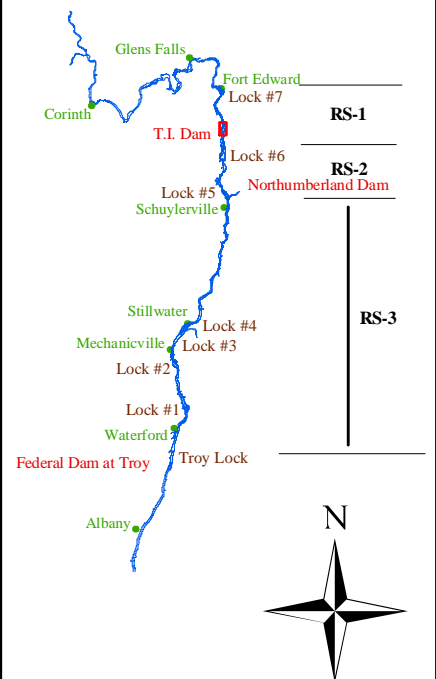 Glens Falls
Fort Edward
Lock #7
Corinth
RS-1
T.I. Dam
Lock #6
RS-2
Northumberland Dam
Lock #5
Schuylerville
Stillwater
RS-3
Lock #4
Mechanicville
Lock #3
Lock #2
Lock #1
Waterford
Troy Lock
Federal Dam at Troy
N
Albany